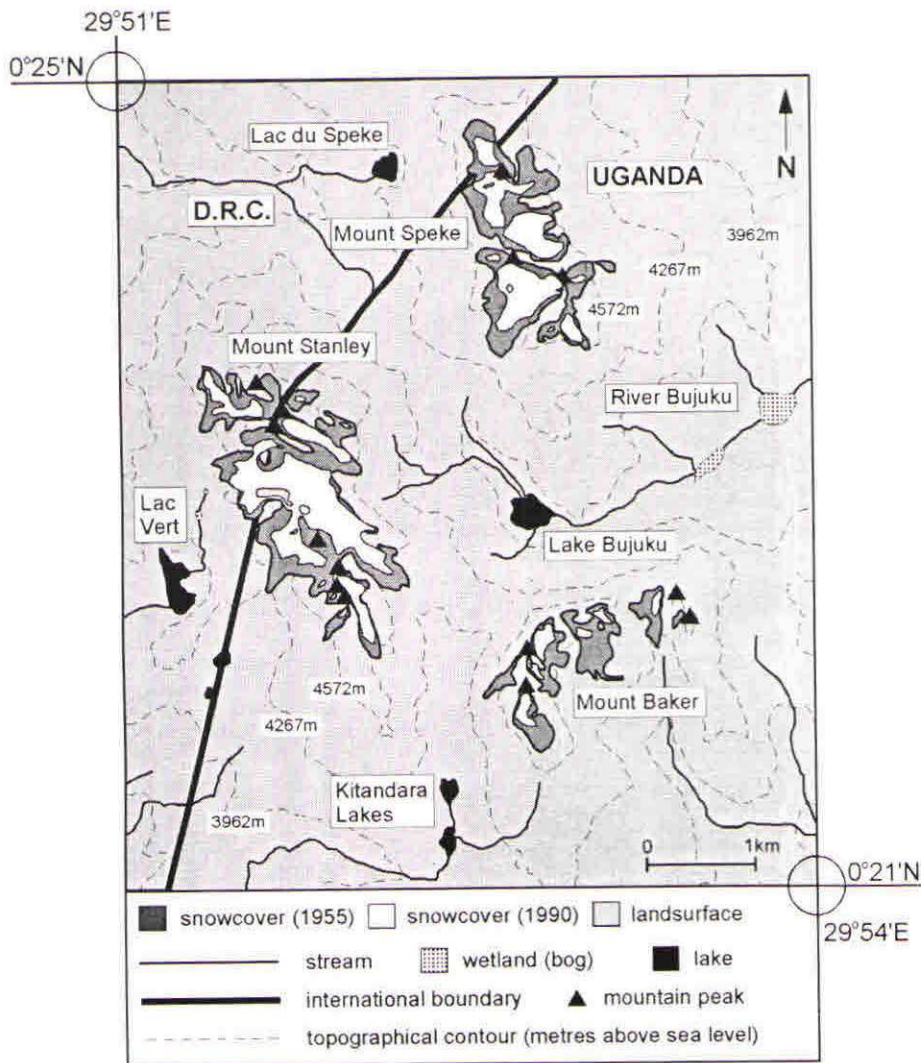 29°51'E
0°25'N
Lac du Speke
N
UGANDA
D.R.C.
3962m
Mount Speke
4267m
4572m
Mount Stanley
River Bujuku
Lac
Vert
Lake Bujuku
4572m
Mount Baker
4267m
Kitandara
Lakes
3962m
0
1km
0°21'N
29°54'E
snowcover (1955)
snowcover (1990)
landsurface
stream
wetland (bog)
lake
international boundary
mountain peak
topographical contour (metres above sea level)